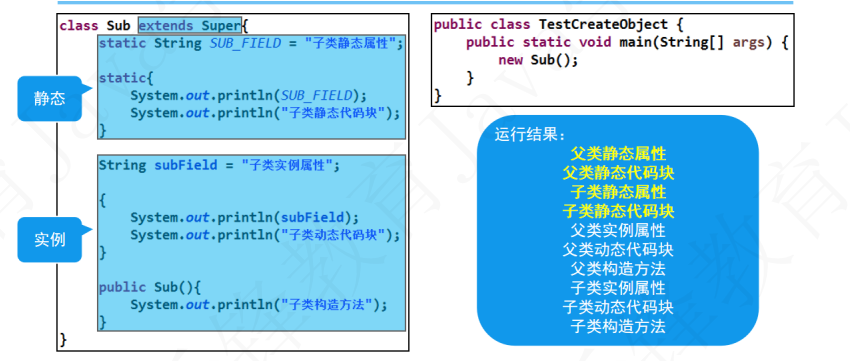 class Sub extends Super{
static String SUB_FIELD = "子类静态属性";
static{
System.out.println(SUB_FIELD);
System.out.println("子类静态代码块");
}
String subField = "子类实例属性";
{
System.out.println(subField);
System.out.println("子类动态代码块");
}
public Sub(){
System.out.println("子类构造方法");
}
}
静态
实例
public class TestCreateObject {
public static void main(String[] args) {
new Sub();
}
}
运行结果：
父类静态属性
父类静态代码块
子类静态属性
子类静态代码块
父类实例属性
父类动态代码块
父类构造方法
子类实例属性
子类动态代码块
子类构造方法